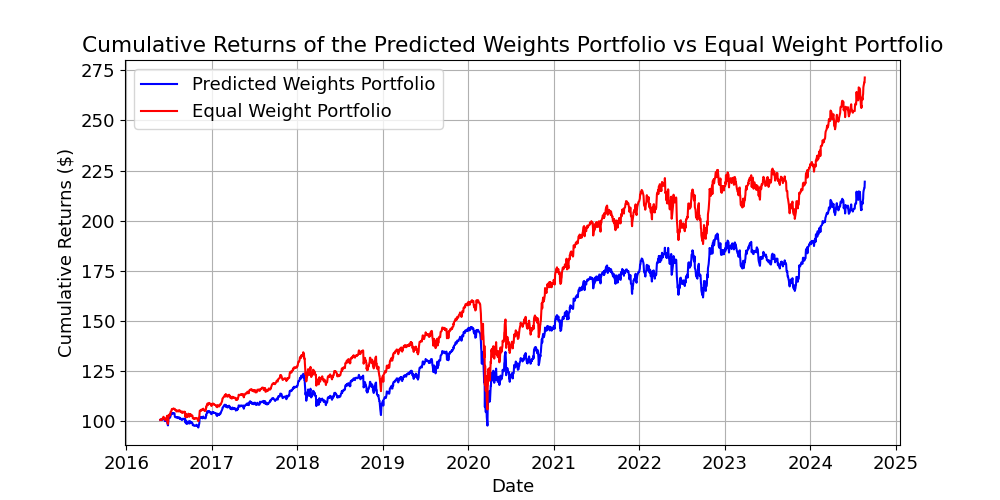 Cumulative Returns of the Predicted Weights Portfolio vs Equal Weight Portfolio
Predicted Weights Portfolio
Equal Weight Portfolio
Cumulative Returns ($)
275
250
225
200
175
150
125
100
2016 2017 2018 2019 2020 2021 2022 2023 2024 2025
Date